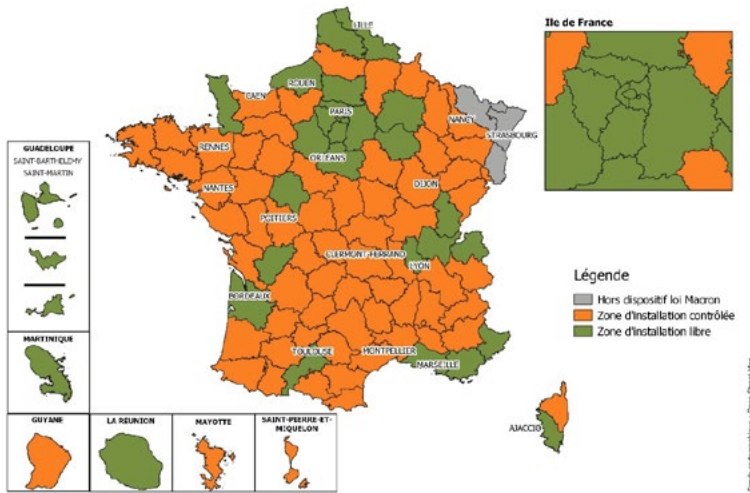 LILLE
ROUEN
CAEN
PARIS
NANCY
STRASBOURG
RENNES
ORLEANS
NANTES
DIJON
POITIERS
CLERMONT-FERRAND
LYON
BORDEAUX
TOULOUSE
MONTPELLIER
MARSEILLE
AJACCIO
Ile de France
GUADELOUPE
SAINT-BARTHELEMY
SAINT-MARTIN
MARTINIQUE
GUYANE
LA REUNION
MAYOTTE
SAINT-PIERRE-ET-
MIQUELON
Légende
Hors dispositif loi Macron
Zone d'installation contrôlée
Zone d'installation libre